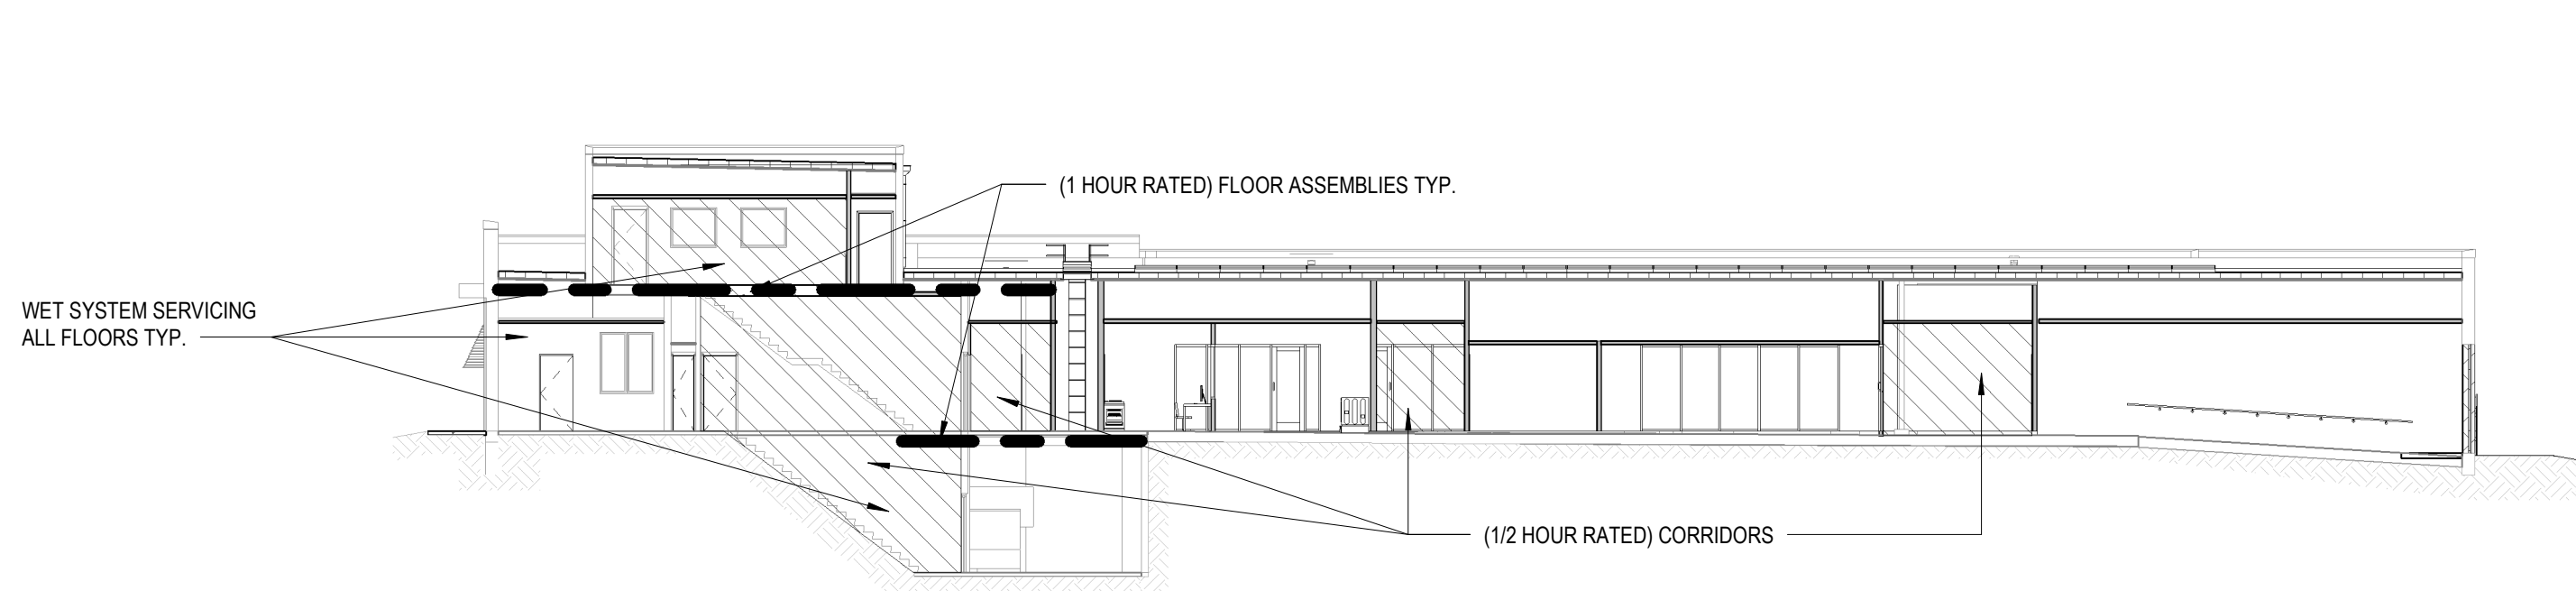 (1 HOUR RATED) FLOOR ASSEMBLIES TYP.
WET SYSTEM SERVICING
ALL FLOORS TYP.
(1/2 HOUR RATED) CORRIDORS